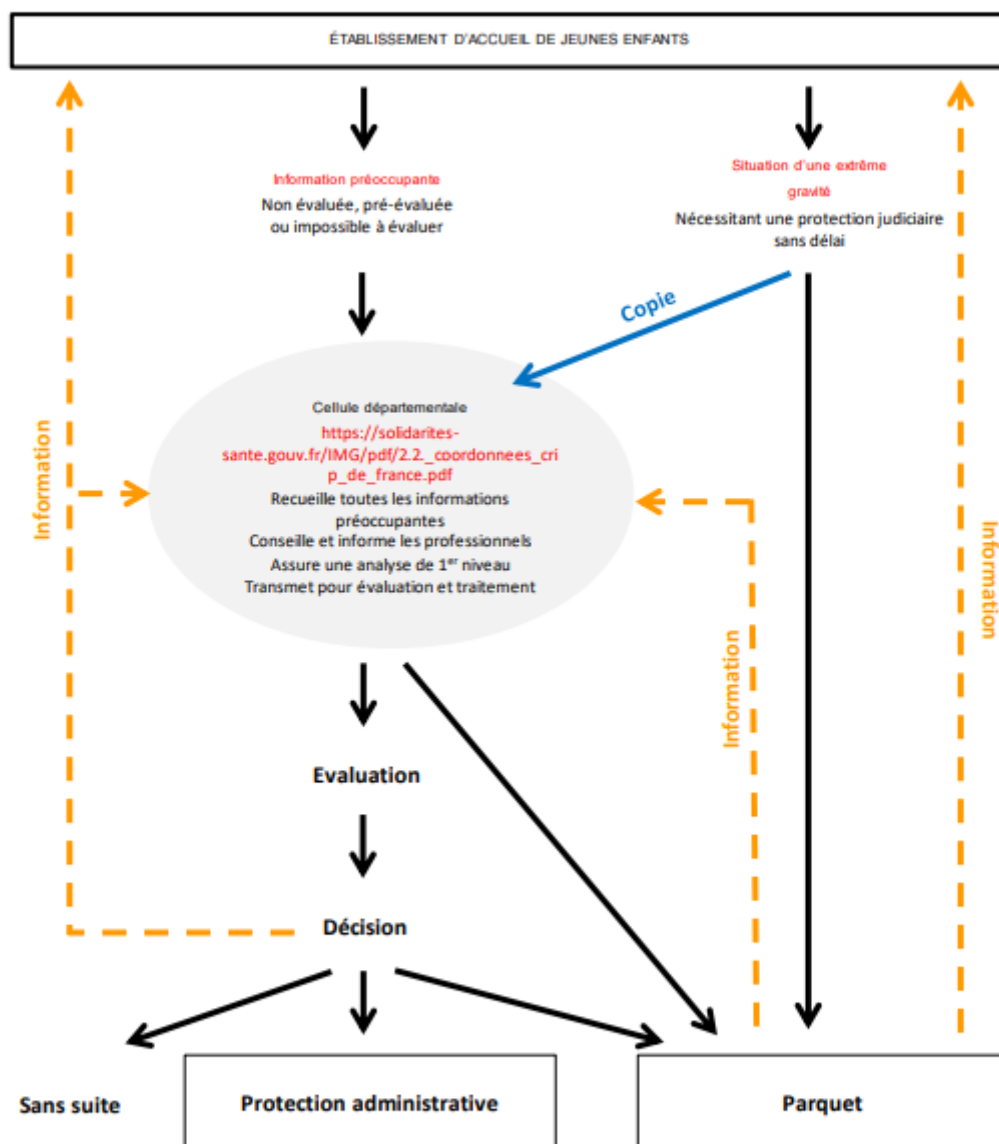 ÉTABLISSEMENT D'ACCUEIL DE JEUNES ENFANTS
Information préoccupante
Non évaluée, pré-évaluée
ou impossible à évaluer
Situation d'une extrême
gravité
Nécessitant une protection judiciaire
sans délai
Copie
Cellule départementale
https://solidarites-
sante.gouv.fr/IMG/pdf/2.2._coordonnees_cri
p_de_france.pdf
Recueille toutes les informations
préoccupantes
Conseille et informe les professionnels
Assure une analyse de 1er niveau
Transmet pour évaluation et traitement
Information
Information
Information
Evaluation
Décision
Sans suite
Protection administrative
Parquet